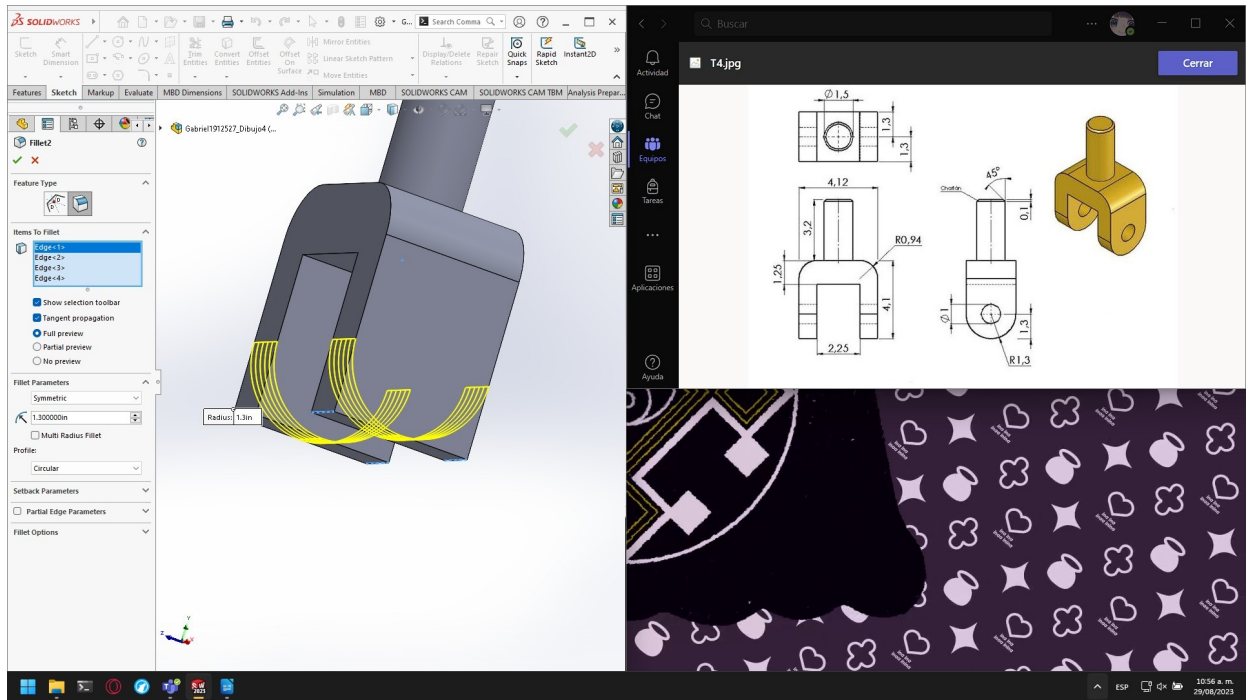 SOLIDWORKS
G...
Search Comma
Sketch
Smart Dimension
Trim Entities
Convert Entities
Offset Entities
Offset On Surface
Mirror Entities
Linear Sketch Pattern
Move Entities
Display/Delete Relations
Repair Sketch
Quick Snaps
Rapid Sketch
Instant2D
Features
Sketch
Markup
Evaluate
MBD Dimensions
SOLIDWORKS Add-Ins
Simulation
MBD
SOLIDWORKS CAM
SOLIDWORKS CAM TBM
Analysis Prepar...
Gabriel1912527_Dibujo4 (...
Fillet2
Feature Type
Items To Fillet
Edge<1>
Edge<2>
Edge<3>
Edge<4>
Show selection toolbar
Tangent propagation
Full preview
Partial preview
No preview
Fillet Parameters
Symmetric
1.300000in
Multi Radius Fillet
Profile:
Circular
Setback Parameters
Partial Edge Parameters
Fillet Options
Radius: 1.3in
Y
Z
X
Buscar
Actividad
Chat
Equipos
Tareas
Aplicaciones
Ayuda
T4.jpg
Cerrar
Ø1,5
1,3
1,3
4,12
3,2
R0,94
1,25
4,1
2,25
Chaflán
45°
0,1
Ø1
1,3
R1,3
SW
2023
ESP
10:56 a. m.
29/08/2023